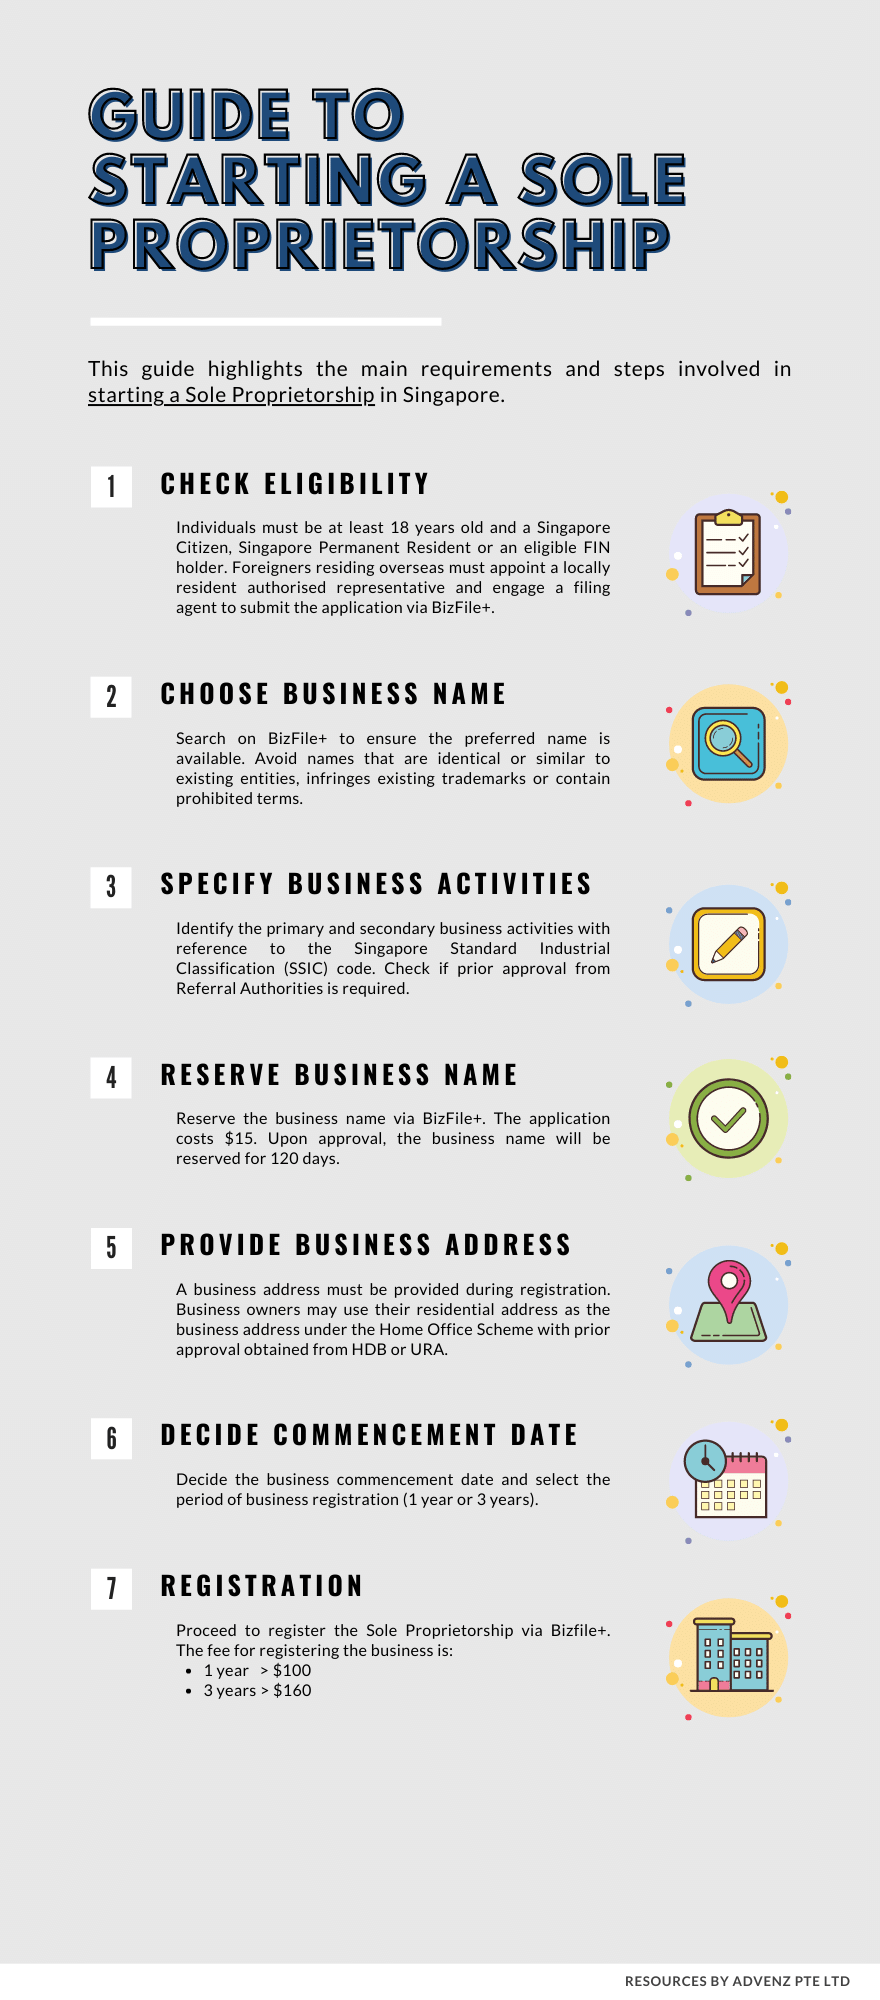 GUIDE TO
STARTING A SOLE
PROPRIETORSHIP
This guide highlights the main requirements and steps involved in
starting a Sole Proprietorship in Singapore.
1
CHECK ELIGIBILITY
Individuals must be at least 18 years old and a Singapore
Citizen, Singapore Permanent Resident or an eligible FIN
holder. Foreigners residing overseas must appoint a locally
resident authorised representative and engage a filing
agent to submit the application via BizFile+.
2
CHOOSE BUSINESS NAME
Search on BizFile+ to ensure the preferred name is
available. Avoid names that are identical or similar to
existing entities, infringes existing trademarks or contain
prohibited terms.
3
SPECIFY BUSINESS ACTIVITIES
Identify the primary and secondary business activities with
reference to the Singapore Standard Industrial
Classification (SSIC) code. Check if prior approval from
Referral Authorities is required.
4
RESERVE BUSINESS NAME
Reserve the business name via BizFile+. The application
costs $15. Upon approval, the business name will be
reserved for 120 days.
5
PROVIDE BUSINESS ADDRESS
A business address must be provided during registration.
Business owners may use their residential address as the
business address under the Home Office Scheme with prior
approval obtained from HDB or URA.
6
DECIDE COMMENCEMENT DATE
Decide the business commencement date and select the
period of business registration (1 year or 3 years).
7
REGISTRATION
Proceed to register the Sole Proprietorship via Bizfile+.
The fee for registering the business is:
• 1 year > $100
• 3 years > $160
RESOURCES BY ADVENZ PTE LTD